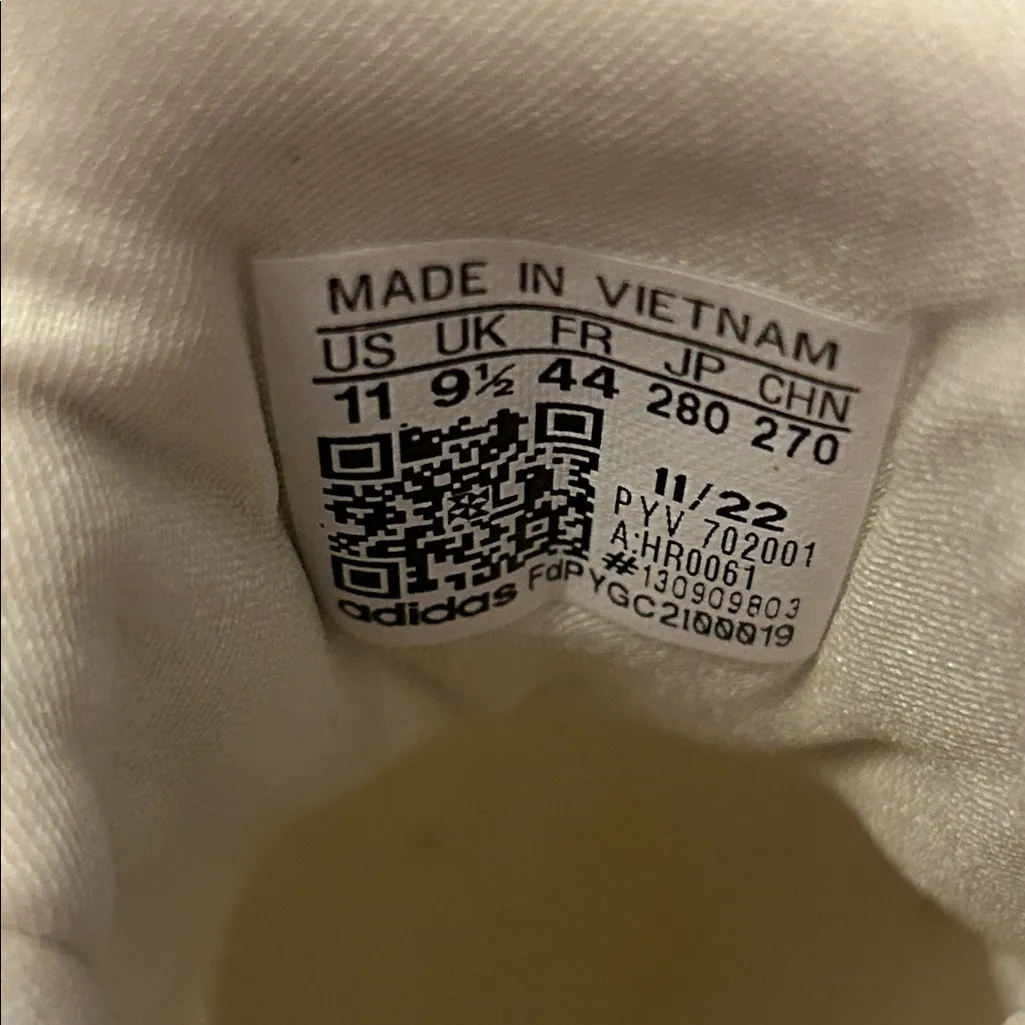 MADE IN VIETNAM
US UK FR JP CHN
11 9½ 44 280 270
11/22
PYV 702001
A:HR0061
#130909803
adidas FdPYGC2100019